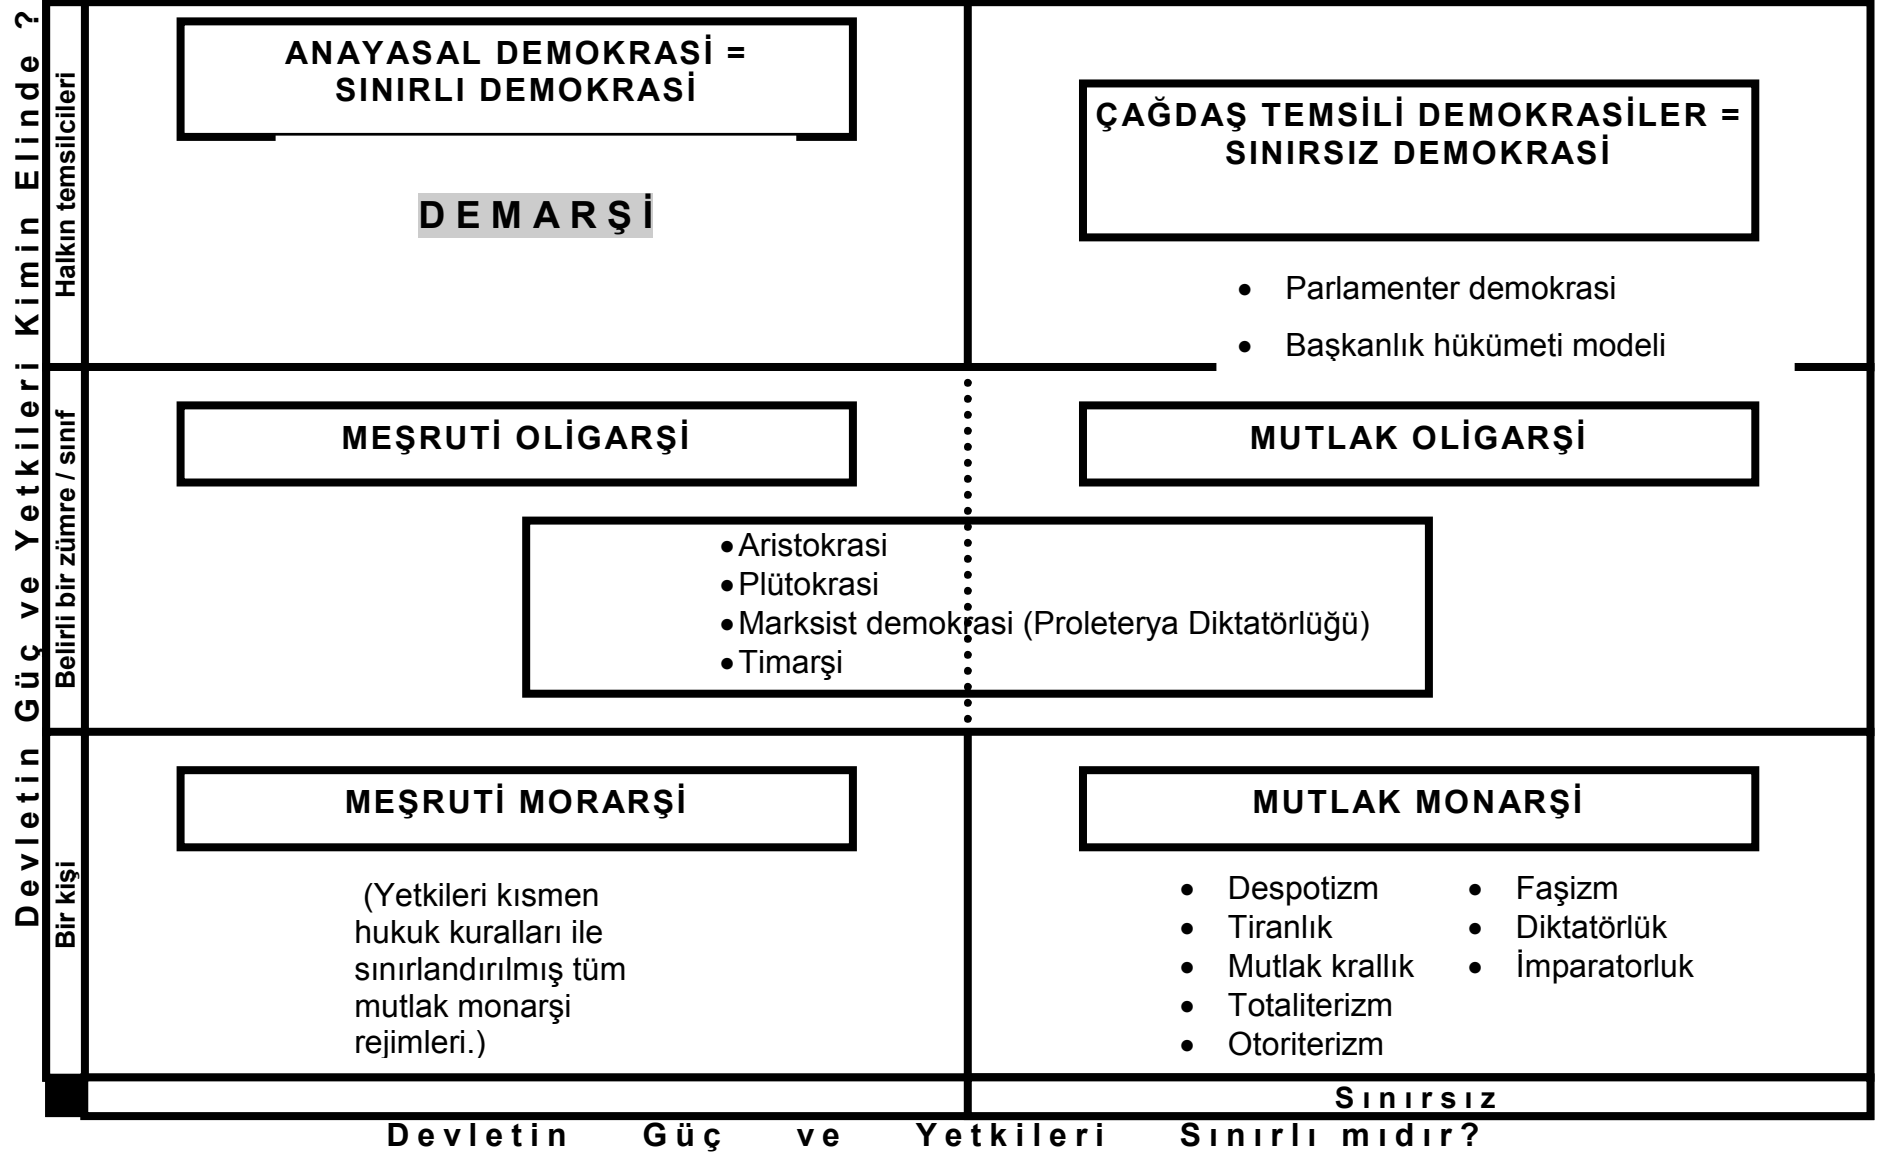 Devletin Güç ve Yetkileri Kimin Elinde ?
Halkın temsilcileri
ANAYASAL DEMOKRASİ =
SINIRLI DEMOKRASİ
DEMARŞİ
ÇAĞDAŞ TEMSİLİ DEMOKRASİLER =
SINIRSIZ DEMOKRASİ
• Parlamenter demokrasi
• Başkanlık hükümeti modeli
Belirli bir zümre / sınıf
MEŞRUTİ OLİGARŞİ
MUTLAK OLİGARŞİ
• Aristokrasi
• Plütokrasi
• Marksist demokrasi (Proleterya Diktatörlüğü)
• Timarşi
Bir kişi
MEŞRUTİ MORARŞİ
(Yetkileri kısmen
hukuk kuralları ile
sınırlandırılmış tüm
mutlak monarşi
rejimleri.)
MUTLAK MONARŞİ
• Despotizm
• Tiranlık
• Mutlak krallık
• Totaliterizm
• Otoriterizm
• Faşizm
• Diktatörlük
• İmparatorluk
Sınırsız
Devletin Güç ve Yetkileri Sınırlı mıdır?